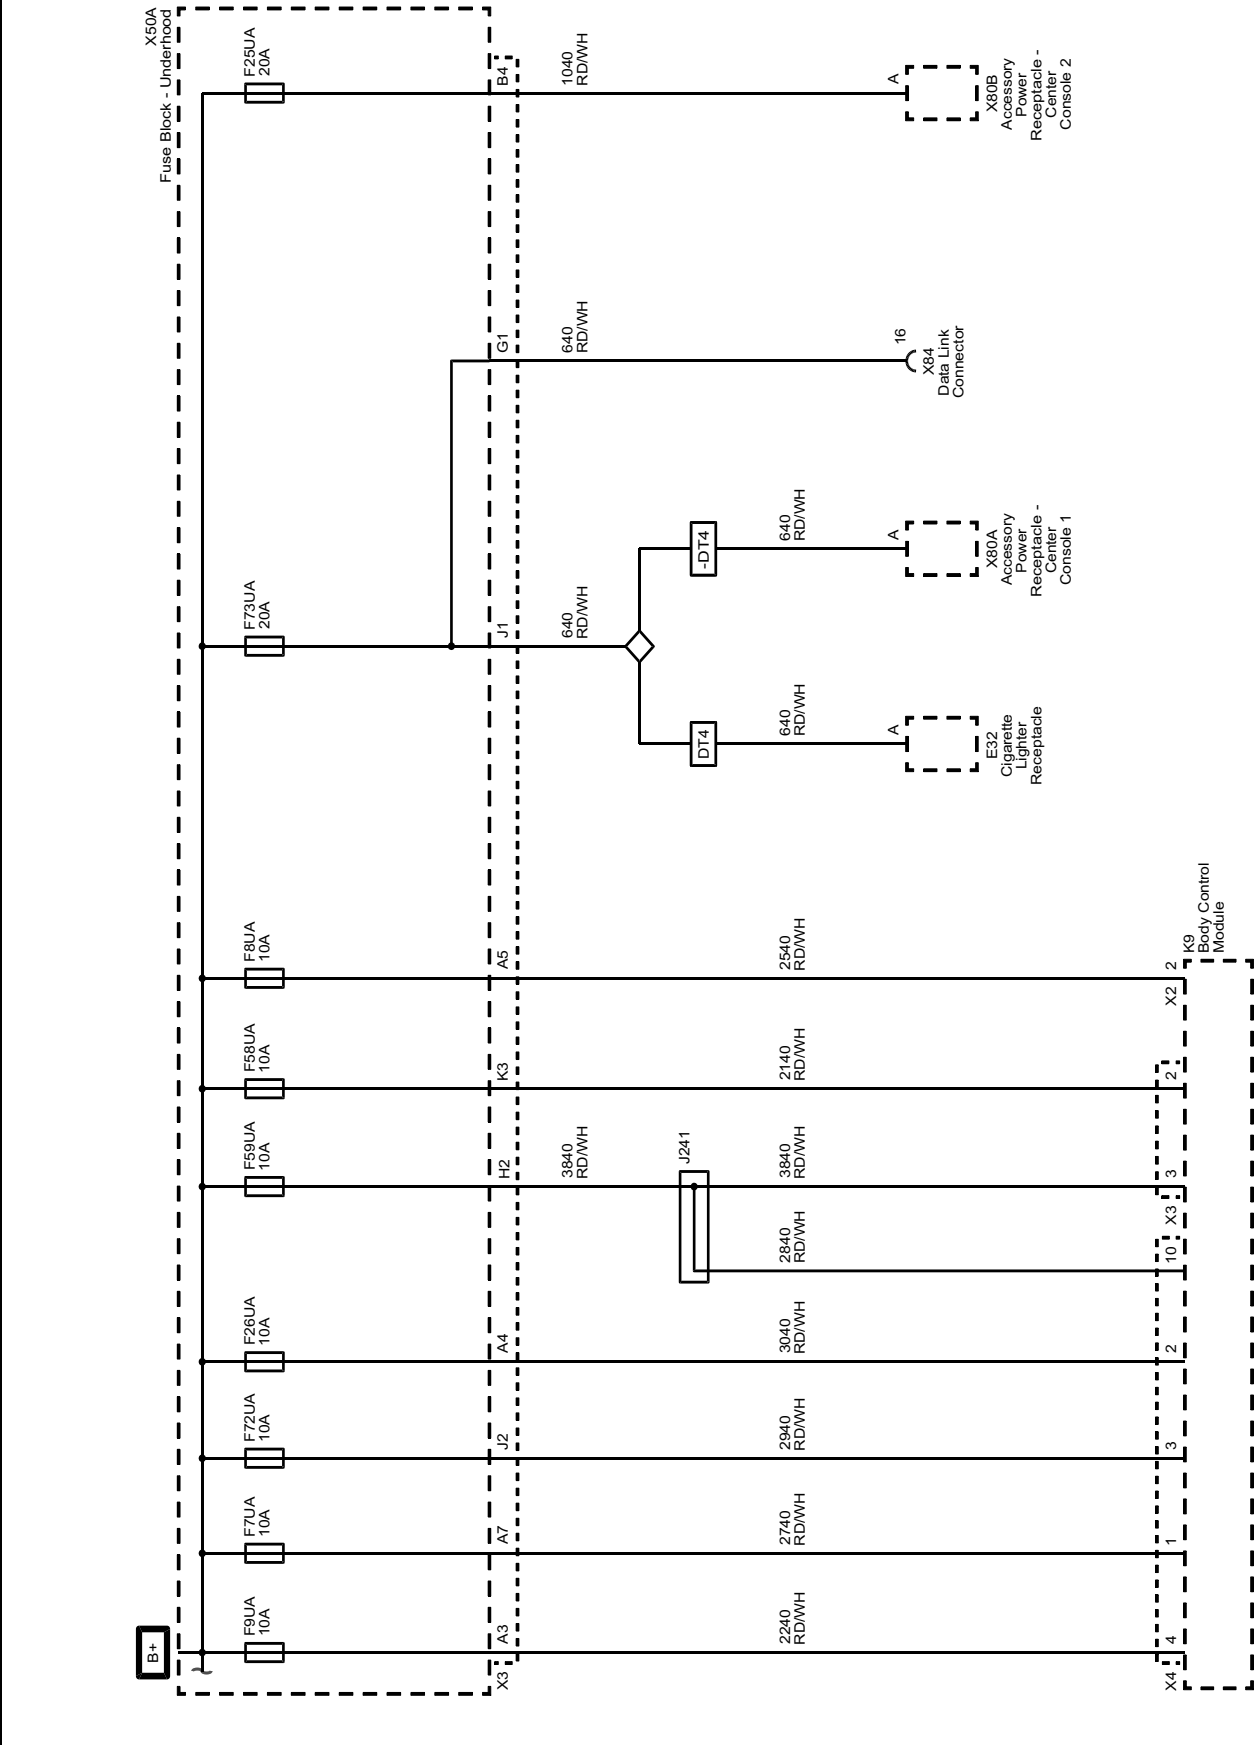 B+
X50A
Fuse Block - Underhood
F9UA
10A
F7UA
10A
F72UA
10A
F26UA
10A
F59UA
10A
F58UA
10A
F8UA
10A
F73UA
20A
F25UA
20A
X3
A3
A7
J2
A4
H2
K3
A5
J1
G1
B4
3840
RD/WH
640
RD/WH
640
RD/WH
1040
RD/WH
J241
DT4
-DT4
2240
RD/WH
2740
RD/WH
2940
RD/WH
3040
RD/WH
2840
RD/WH
3840
RD/WH
2140
RD/WH
2540
RD/WH
640
RD/WH
640
RD/WH
A
A
16
A
E32
Cigarette
Lighter
Receptacle
X80A
Accessory
Power
Receptacle -
Center
Console 1
X84
Data Link
Connector
X80B
Accessory
Power
Receptacle -
Center
Console 2
X4
4
1
3
2
10
X3
3
2
X2
2
K9
Body Control
Module